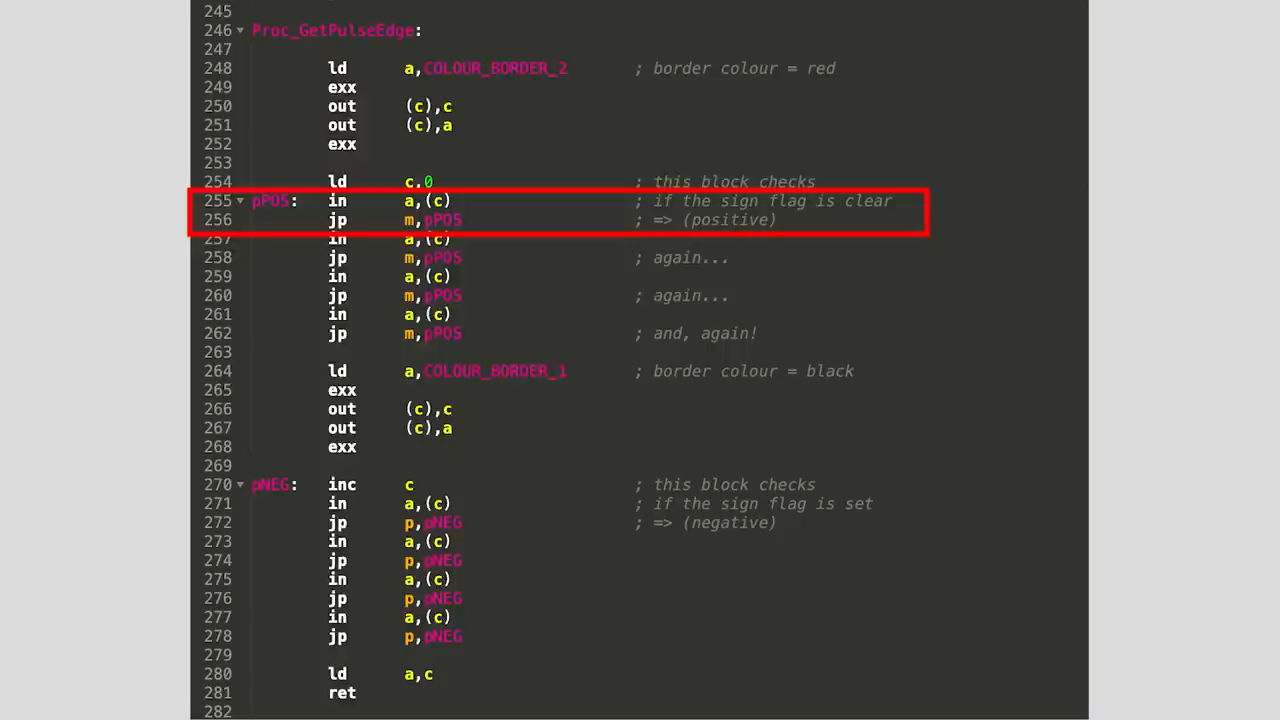 245
246 Proc_GetPulseEdge:
247
248 ld a,COLOUR_BORDER_2 ; border colour = red
249 exx
250 out (c),c
251 out (c),a
252 exx
253
254 ld c,0 ; this block checks
255 pPOS: in a,(c) ; if the sign flag is clear
256 jp m,pPOS ; => (positive)
257 in a,(c)
258 jp m,pPOS ; again...
259 in a,(c)
260 jp m,pPOS ; again...
261 in a,(c)
262 jp m,pPOS ; and, again!
263
264 ld a,COLOUR_BORDER_1 ; border colour = black
265 exx
266 out (c),c
267 out (c),a
268 exx
269
270 pNEG: inc c ; this block checks
271 in a,(c) ; if the sign flag is set
272 jp p,pNEG ; => (negative)
273 in a,(c)
274 jp p,pNEG
275 in a,(c)
276 jp p,pNEG
277 in a,(c)
278 jp p,pNEG
279
280 ld a,c
281 ret
282